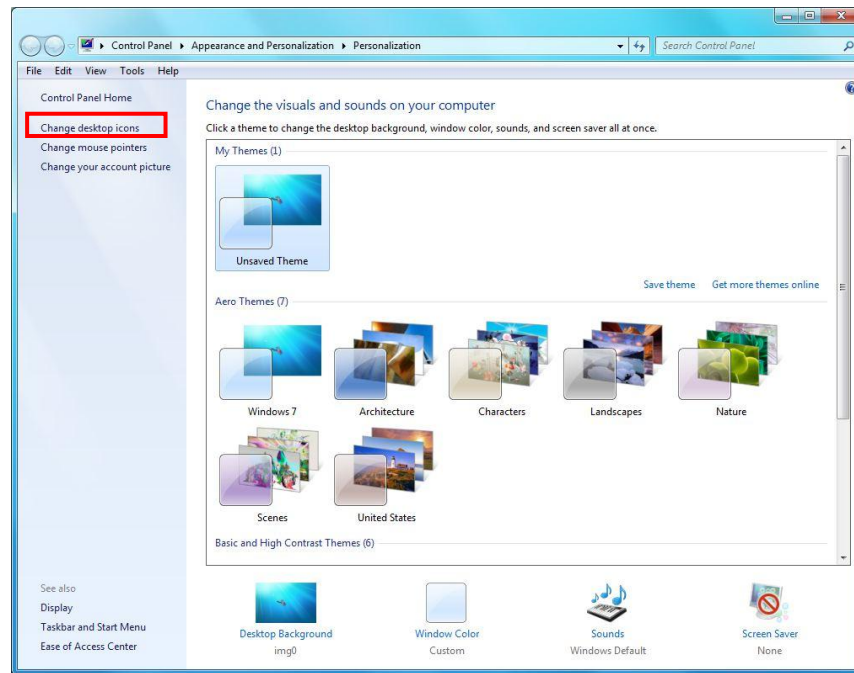 Control Panel ▸ Appearance and Personalization ▸ Personalization
Search Control Panel
File Edit View Tools Help
Control Panel Home
Change desktop icons
Change mouse pointers
Change your account picture
Change the visuals and sounds on your computer
Click a theme to change the desktop background, window color, sounds, and screen saver all at once.
My Themes (1)
Unsaved Theme
Save theme Get more themes online
Aero Themes (7)
Windows 7 Architecture Characters Landscapes Nature
Scenes United States
Basic and High Contrast Themes (6)
See also
Display
Taskbar and Start Menu
Ease of Access Center
Desktop Background Window Color Sounds Screen Saver
img0 Custom Windows Default None